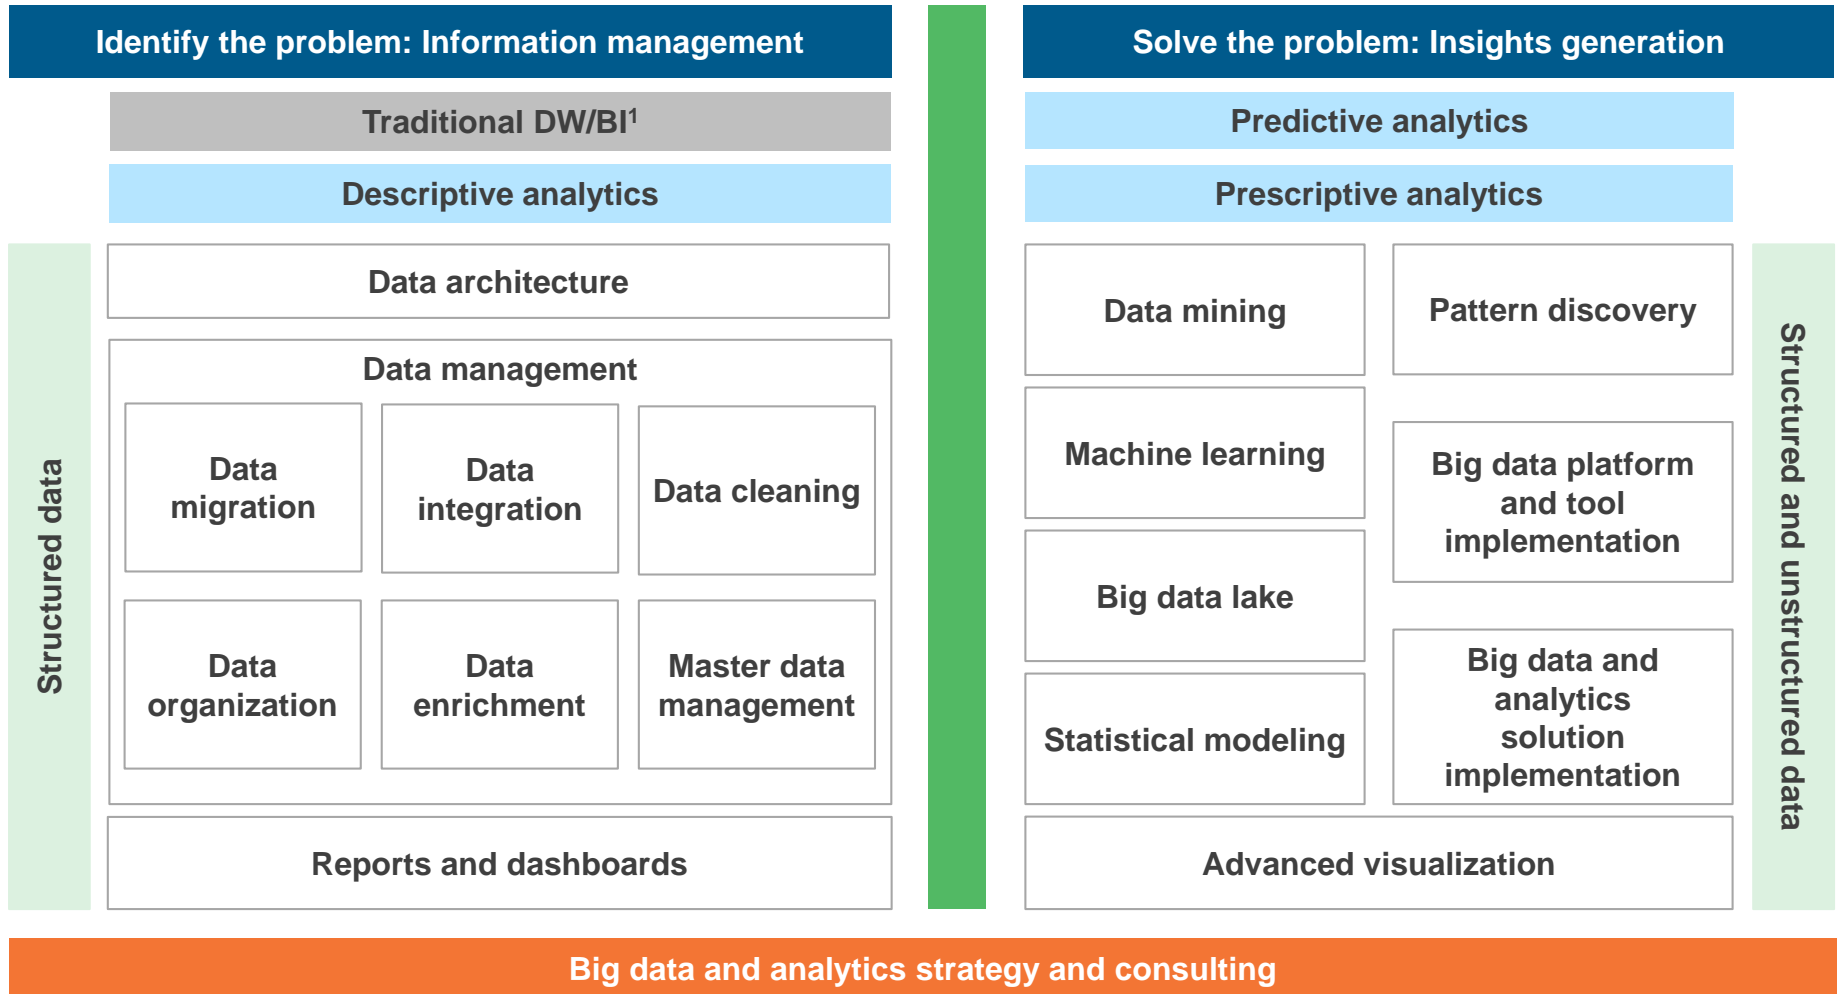 Identify the problem: Information management
Traditional DW/BI¹
Descriptive analytics
Structured data
Data architecture
Data management
Data
migration
Data
integration
Data cleaning
Data
organization
Data
enrichment
Master data
management
Reports and dashboards
Solve the problem: Insights generation
Predictive analytics
Prescriptive analytics
Data mining
Pattern discovery
Machine learning
Big data platform
and tool
implementation
Big data lake
Big data and
analytics
solution
implementation
Statistical modeling
Advanced visualization
Structured and unstructured data
Big data and analytics strategy and consulting